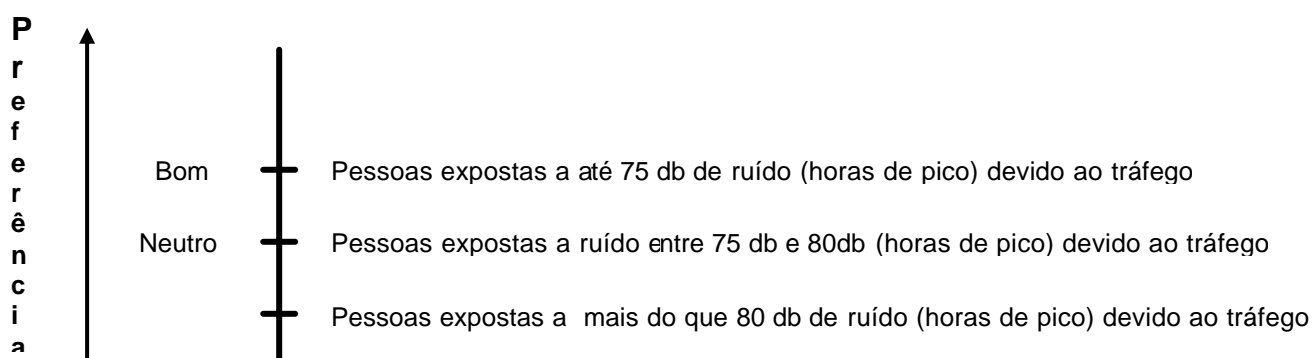 Preferência
Bom Pessoas expostas a até 75 db de ruído (horas de pico) devido ao tráfego
Neutro Pessoas expostas a ruído entre 75 db e 80db (horas de pico) devido ao tráfego
Pessoas expostas a mais do que 80 db de ruído (horas de pico) devido ao tráfego